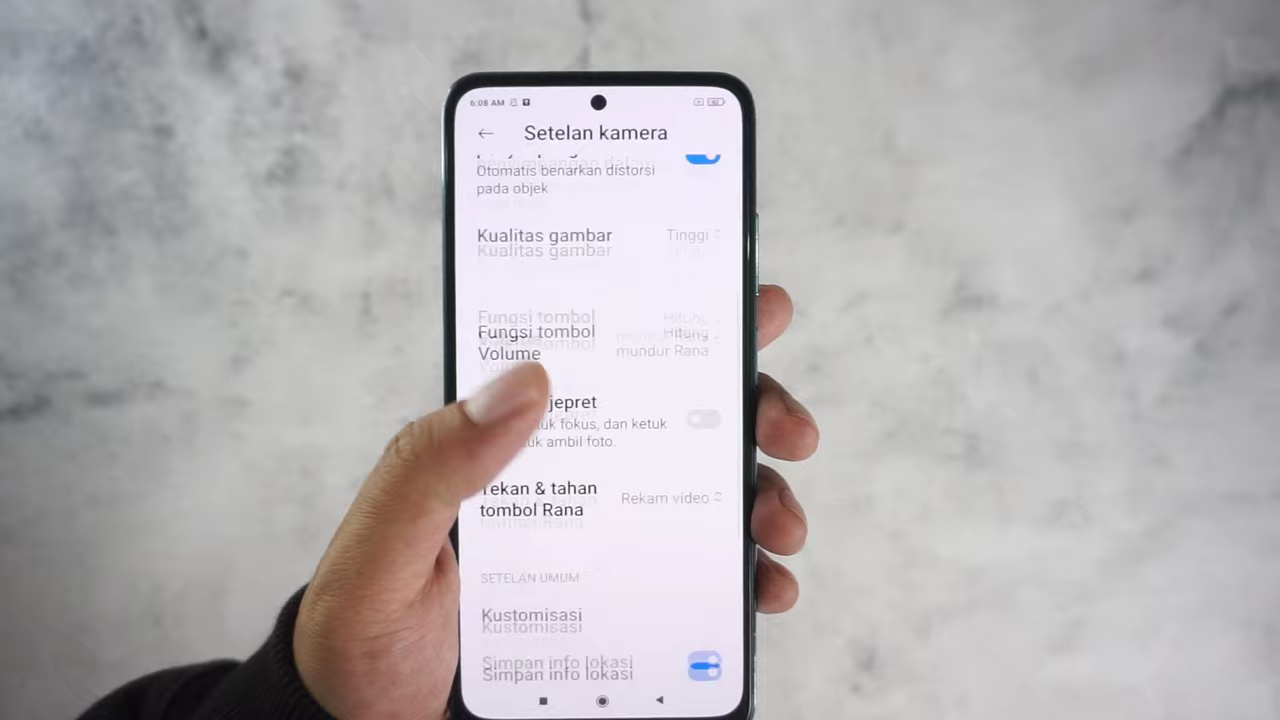 6:08 AM
Setelan kamera
Otomatis benarkan distorsi
pada objek
Kualitas gambar
Tinggi
Fungsi tombol
Volume
Hitung
mundur Rana
jepret
tuk fokus, dan ketuk
uk ambil foto.
Tekan & tahan
tombol Rana
Rekam video
SETELAN UMUM
Kustomisasi
Simpan info lokasi